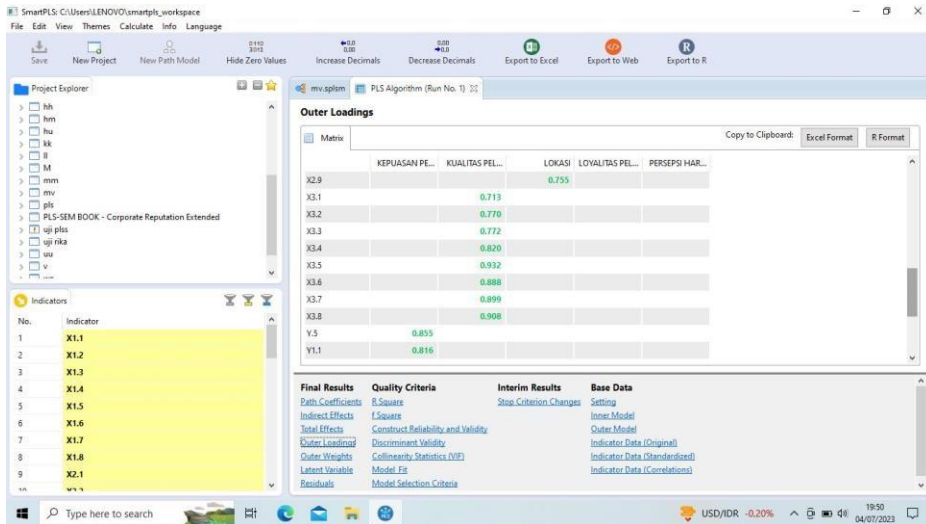 SmartPLS: C:\Users\LENOVO\smartpls_workspace
File Edit View Themes Calculate Info Language
Save New Project New Path Model Hide Zero Values Increase Decimals Decrease Decimals Export to Excel Export to Web Export to R
Project Explorer
hh
hm
hu
kk
ll
M
mm
mv
pls
PLS-SEM BOOK - Corporate Reputation Extended
uji plss
uji rika
uu
v
Indicators
No. Indicator
1 X1.1
2 X1.2
3 X1.3
4 X1.4
5 X1.5
6 X1.6
7 X1.7
8 X1.8
9 X2.1
mv.splsm PLS Algorithm (Run No. 1)
Outer Loadings
Matrix Copy to Clipboard: Excel Format R Format
KEPUASAN PE... KUALITAS PEL... LOKASI LOYALITAS PEL... PERSEPSI HAR...
X2.9 0.755
X3.1 0.713
X3.2 0.770
X3.3 0.772
X3.4 0.820
X3.5 0.932
X3.6 0.888
X3.7 0.899
X3.8 0.908
Y.5 0.855
Y1.1 0.816
Final Results Quality Criteria Interim Results Base Data
Path Coefficients R Square Stop Criterion Changes Setting
Indirect Effects f Square Inner Model
Total Effects Construct Reliability and Validity Outer Model
Outer Loadings Discriminant Validity Indicator Data (Original)
Outer Weights Collinearity Statistics (VIF) Indicator Data (Standardized)
Latent Variable Model Fit Indicator Data (Correlations)
Residuals Model Selection Criteria
Type here to search USD/IDR -0.20% 19:50
04/07/2023